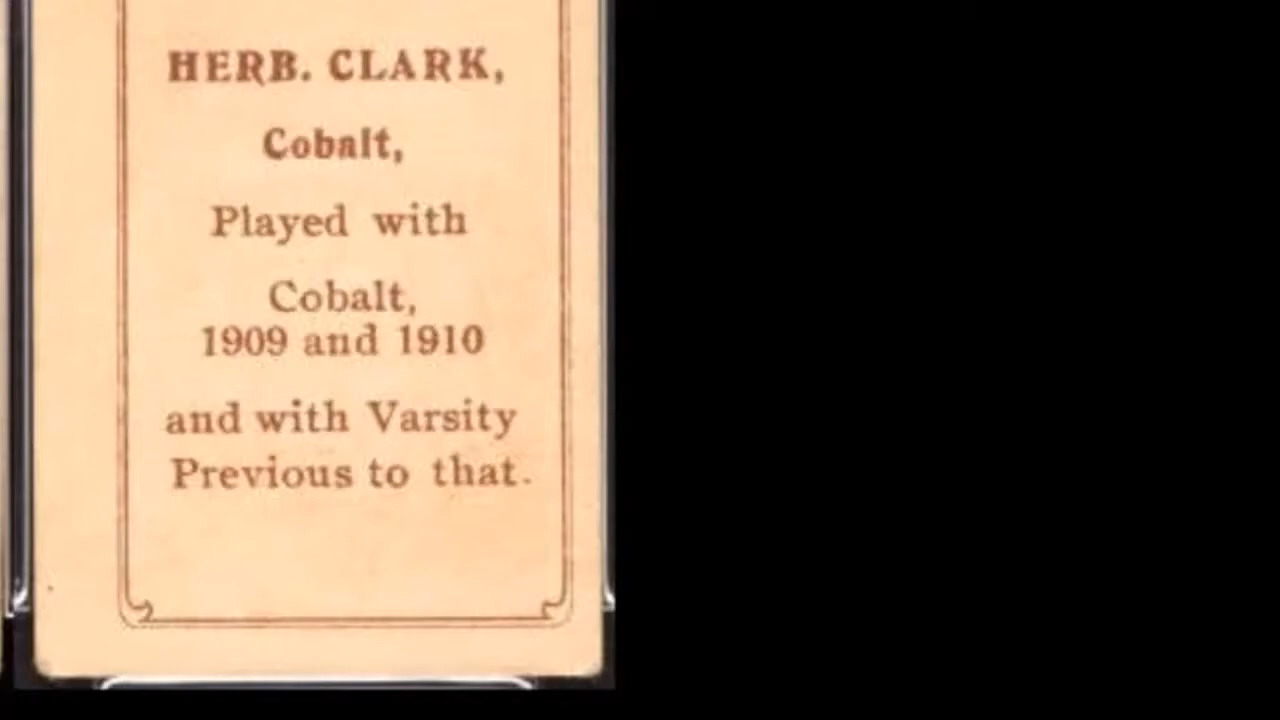 HERB. CLARK,
Cobalt,
Played with
Cobalt,
1909 and 1910
and with Varsity
Previous to that.